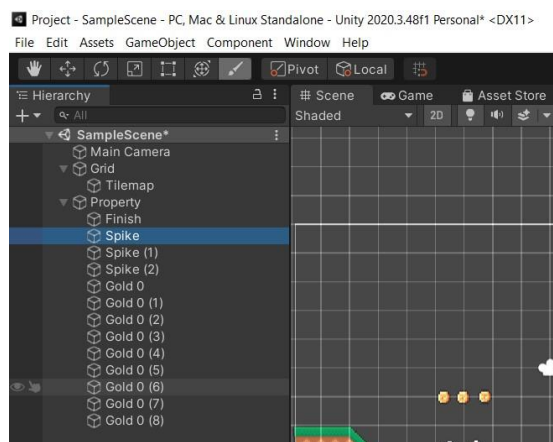 Project - SampleScene - PC, Mac & Linux Standalone - Unity 2020.3.48f1 Personal* <DX11>
File Edit Assets GameObject Component Window Help
Pivot Local
Hierarchy
# Scene Game Asset Store
All
Shaded 2D
SampleScene*
Main Camera
Grid
Tilemap
Property
Finish
Spike
Spike (1)
Spike (2)
Gold 0
Gold 0 (1)
Gold 0 (2)
Gold 0 (3)
Gold 0 (4)
Gold 0 (5)
Gold 0 (6)
Gold 0 (7)
Gold 0 (8)